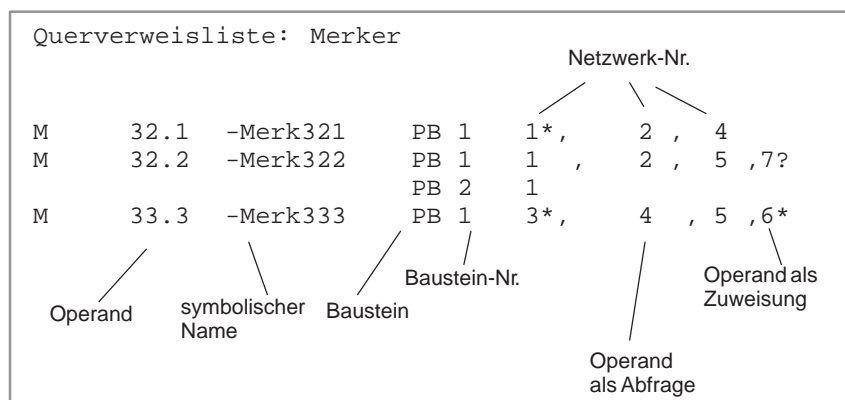 Querverweisliste: Merker
Netzwerk-Nr.
M 32.1 -Merk321 PB 1 1*, 2 , 4
M 32.2 -Merk322 PB 1 1 , 2 , 5 ,7?
PB 2 1
M 33.3 -Merk333 PB 1 3*, 4 , 5 ,6*
Baustein-Nr.
Operand als
Zuweisung
Operand
symbolischer
Name
Baustein
Operand
als Abfrage